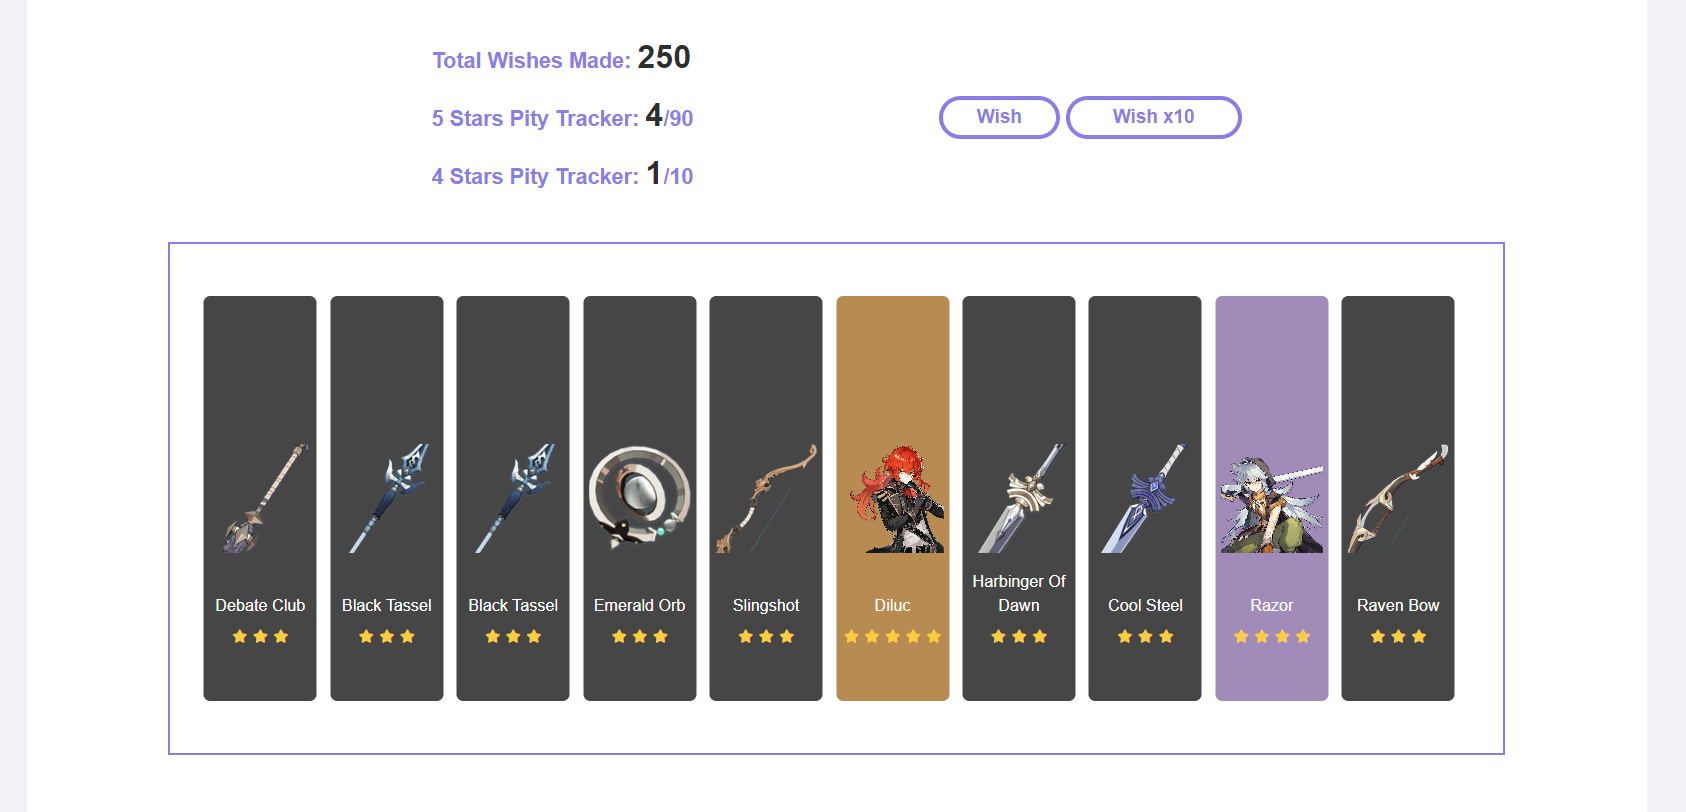 Total Wishes Made: 250
5 Stars Pity Tracker: 4/90
4 Stars Pity Tracker: 1/10
Wish
Wish x10
Debate Club
Black Tassel
Black Tassel
Emerald Orb
Slingshot
Diluc
Harbinger Of
Dawn
Cool Steel
Razor
Raven Bow